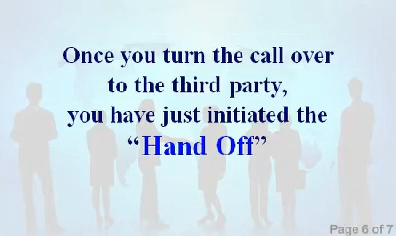 Once you turn the call over
to the third party,
you have just initiated the
“Hand Off”
Page 6 of 7